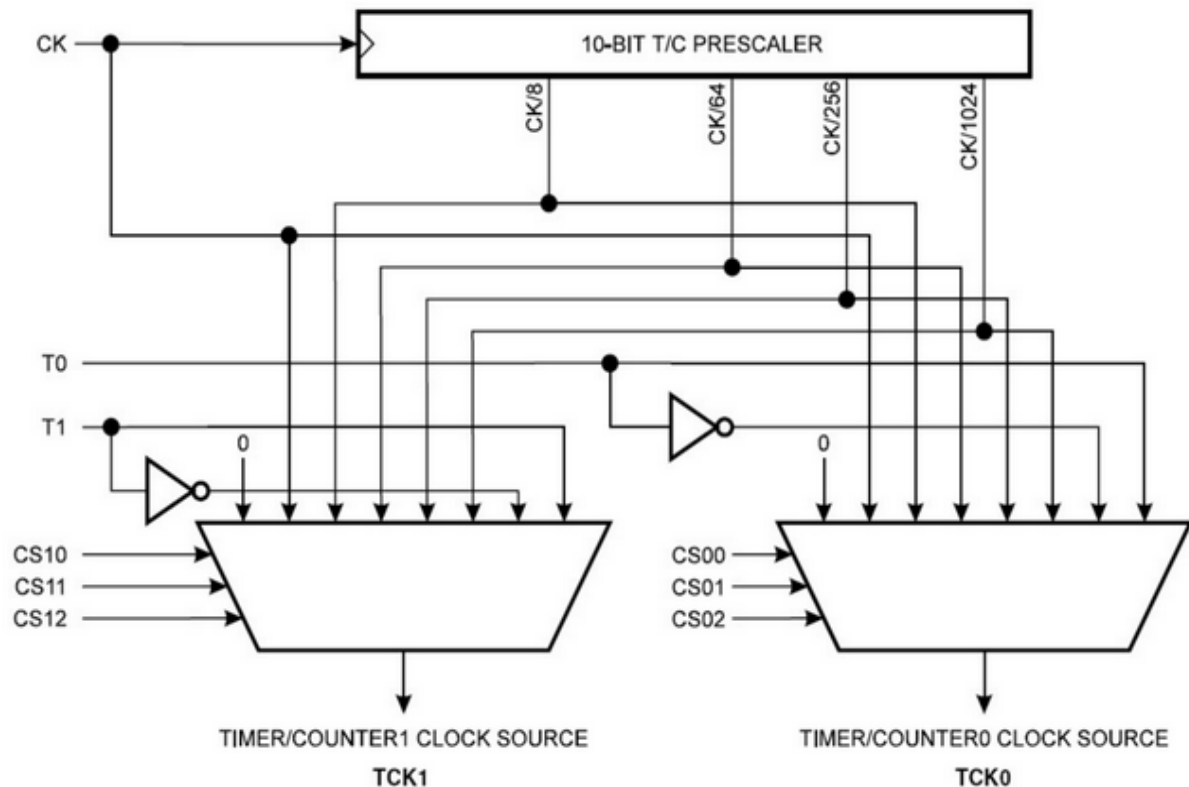 CK
10-BIT T/C PRESCALER
CK/8
CK/64
CK/256
CK/1024
T0
T1
0
0
CS10
CS11
CS12
CS00
CS01
CS02
TIMER/COUNTER1 CLOCK SOURCE
TCK1
TIMER/COUNTER0 CLOCK SOURCE
TCK0